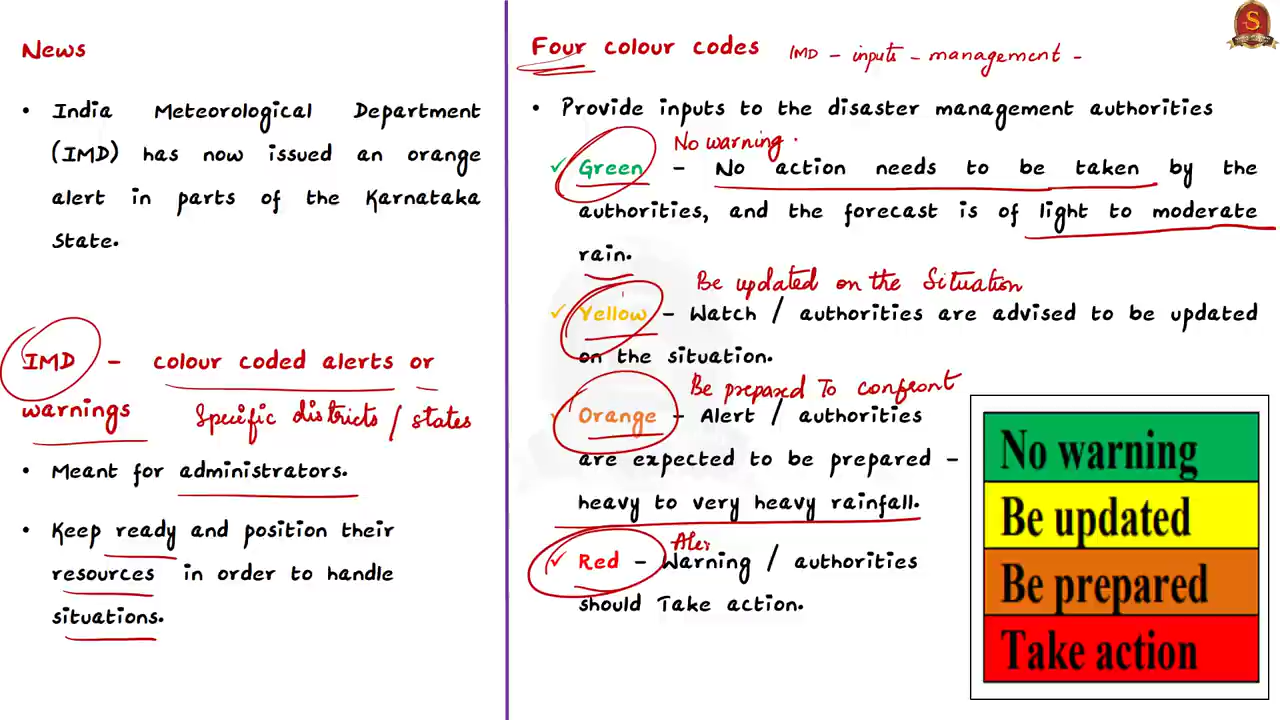 News
• India Meteorological Department
(IMD) has now issued an orange
alert in parts of the Karnataka
State.
IMD - colour coded alerts or
warnings
Specific districts / states
• Meant for administrators.
• Keep ready and position their
resources in order to handle
situations.
Four colour codes
IMD - inputs - management -
• Provide inputs to the disaster management authorities
No warning
✓ Green - No action needs to be taken by the
authorities, and the forecast is of light to moderate
rain.
Be updated on the Situation
✓ Yellow - Watch / authorities are advised to be updated
on the situation.
Be prepared To confront
✓ Orange - Alert / authorities
are expected to be prepared -
heavy to very heavy rainfall.
Aler
✓ Red - Warning / authorities
should Take action.
No warning
Be updated
Be prepared
Take action
S